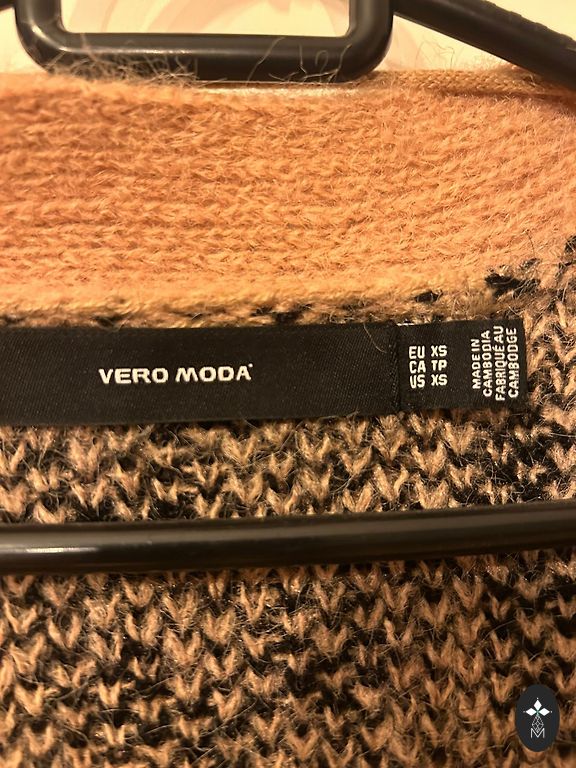 VERO MODA
EU XS
CA TP
US XS
MADE IN
CAMBODIA
FABRIQUÉ AU
CAMBODGE
M